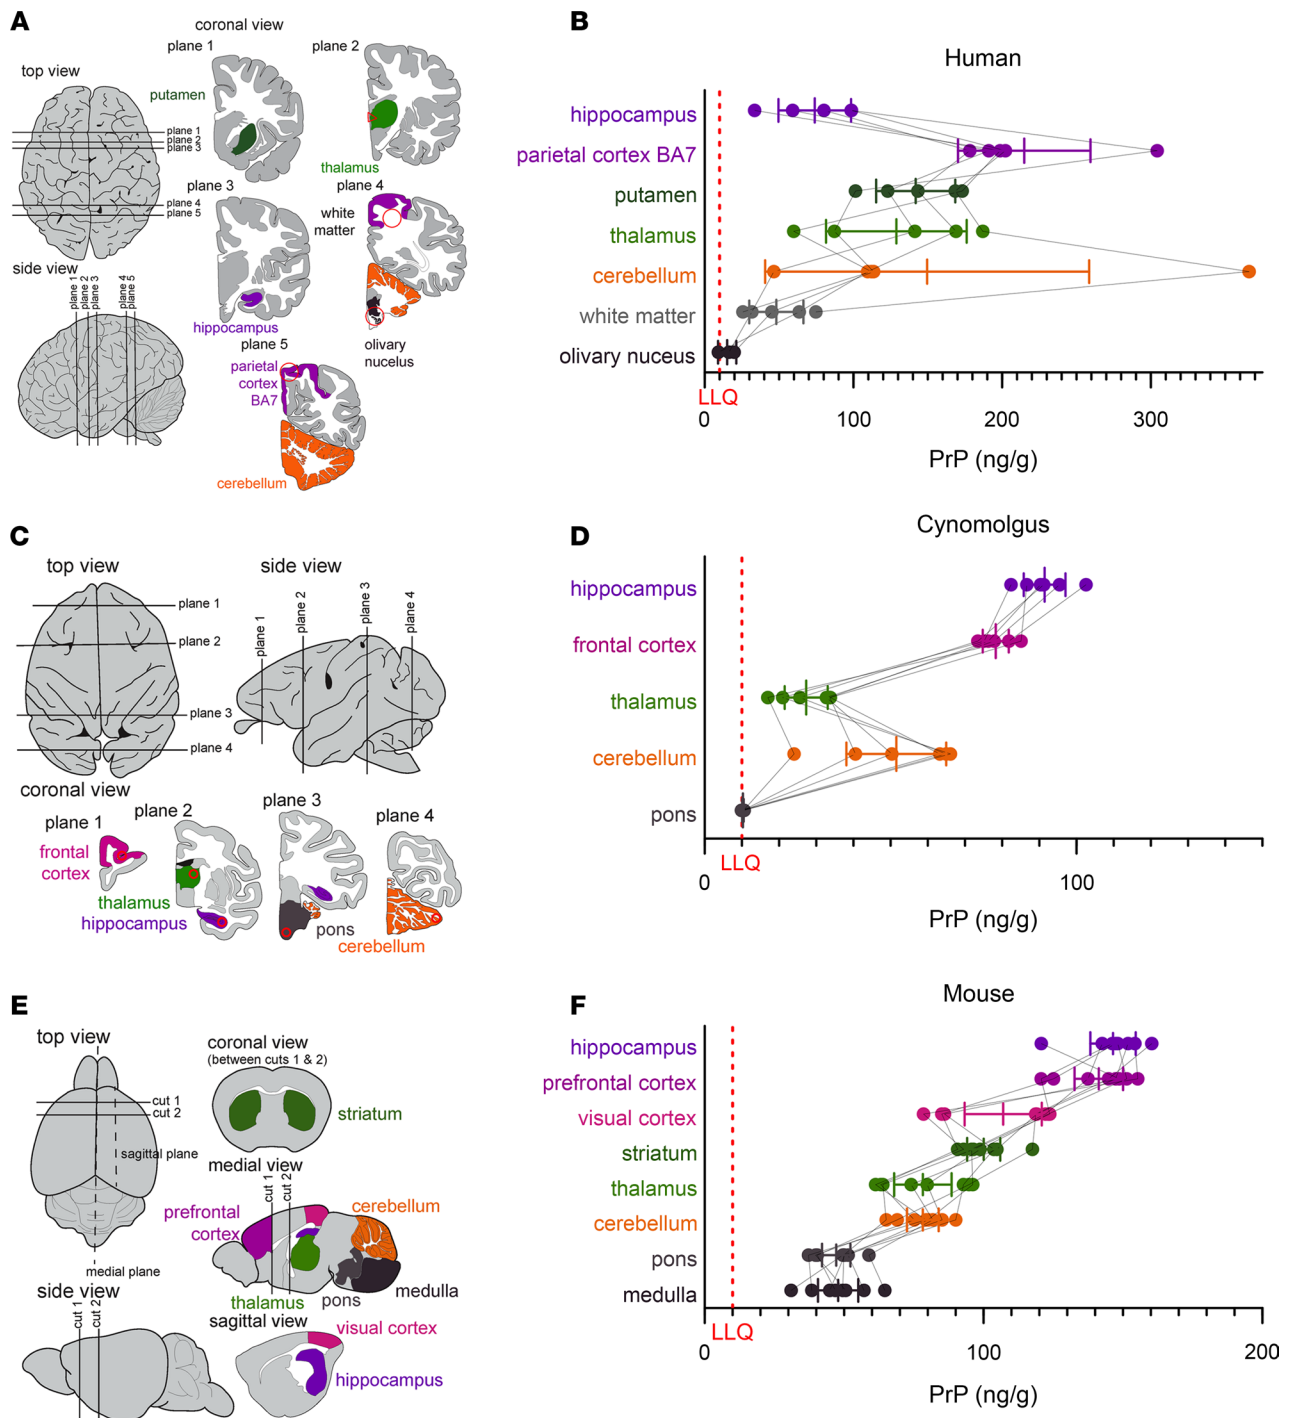 A
coronal view
plane 1
plane 2
top view
putamen
plane 1
plane 2
plane 3
thalamus
plane 3
plane 4
white
matter
plane 4
plane 5
side view
plane 1
plane 2
plane 3
plane 4
plane 5
hippocampus
olivary
nucelus
plane 5
parietal
cortex
BA7
cerebellum
B
Human
hippocampus
parietal cortex BA7
putamen
thalamus
cerebellum
white matter
olivary nuceus
LLQ
0
100
200
300
PrP (ng/g)
C
top view
side view
plane 1
plane 2
plane 3
plane 4
plane 1
plane 2
plane 3
plane 4
coronal view
plane 1
plane 2
plane 3
plane 4
frontal
cortex
thalamus
hippocampus
pons
cerebellum
D
Cynomolgus
hippocampus
frontal cortex
thalamus
cerebellum
pons
LLQ
0
100
PrP (ng/g)
E
top view
coronal view
(between cuts 1 & 2)
cut 1
cut 2
striatum
sagittal plane
medial view
cut 1
cut 2
prefrontal
cortex
cerebellum
medial plane
side view
cut 1
cut 2
thalamus
pons
medulla
sagittal view
visual cortex
hippocampus
F
Mouse
hippocampus
prefrontal cortex
visual cortex
striatum
thalamus
cerebellum
pons
medulla
LLQ
0
100
200
PrP (ng/g)